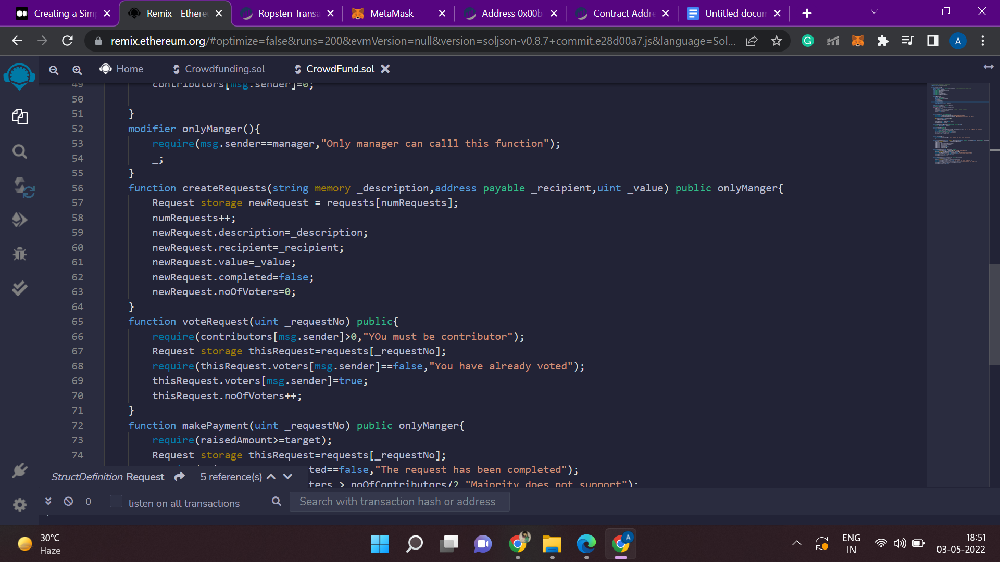 Creating a Sim
Remix - Ethere
Ropsten Transa
MetaMask
Address 0x00b
Contract Addre
Untitled docum
remix.ethereum.org/#optimize=false&runs=200&evmVersion=null&version=soljson-v0.8.7+commit.e28d00a7.js&language=Sol...
A
Home
Crowdfunding.sol
CrowdFund.sol
49 contributors[msg.sender]=0;
50
51 }
52 modifier onlyManger(){
53 require(msg.sender==manager,"Only manager can calll this function");
54 _;
55 }
56 function createRequests(string memory _description,address payable _recipient,uint _value) public onlyManger{
57 Request storage newRequest = requests[numRequests];
58 numRequests++;
59 newRequest.description=_description;
60 newRequest.recipient=_recipient;
61 newRequest.value=_value;
62 newRequest.completed=false;
63 newRequest.noOfVoters=0;
64 }
65 function voteRequest(uint _requestNo) public{
66 require(contributors[msg.sender]>0,"YOu must be contributor");
67 Request storage thisRequest=requests[_requestNo];
68 require(thisRequest.voters[msg.sender]==false,"You have already voted");
69 thisRequest.voters[msg.sender]=true;
70 thisRequest.noOfVoters++;
71 }
72 function makePayment(uint _requestNo) public onlyManger{
73 require(raisedAmount>=target);
74 Request storage thisRequest=requests[_requestNo];
ted==false,"The request has been completed");
StructDefinition Request 5 reference(s)
ters > noOfContributors/2,"Majority does not support");
0 listen on all transactions Search with transaction hash or address
30°C
Haze
A
ENG
IN
18:51
03-05-2022